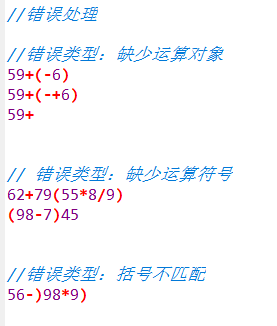 //错误处理
//错误类型：缺少运算对象
59+(-6)
59+(-+6)
59+
// 错误类型：缺少运算符号
62+79(55*8/9)
(98-7)45
//错误类型：括号不匹配
56-)98*9)